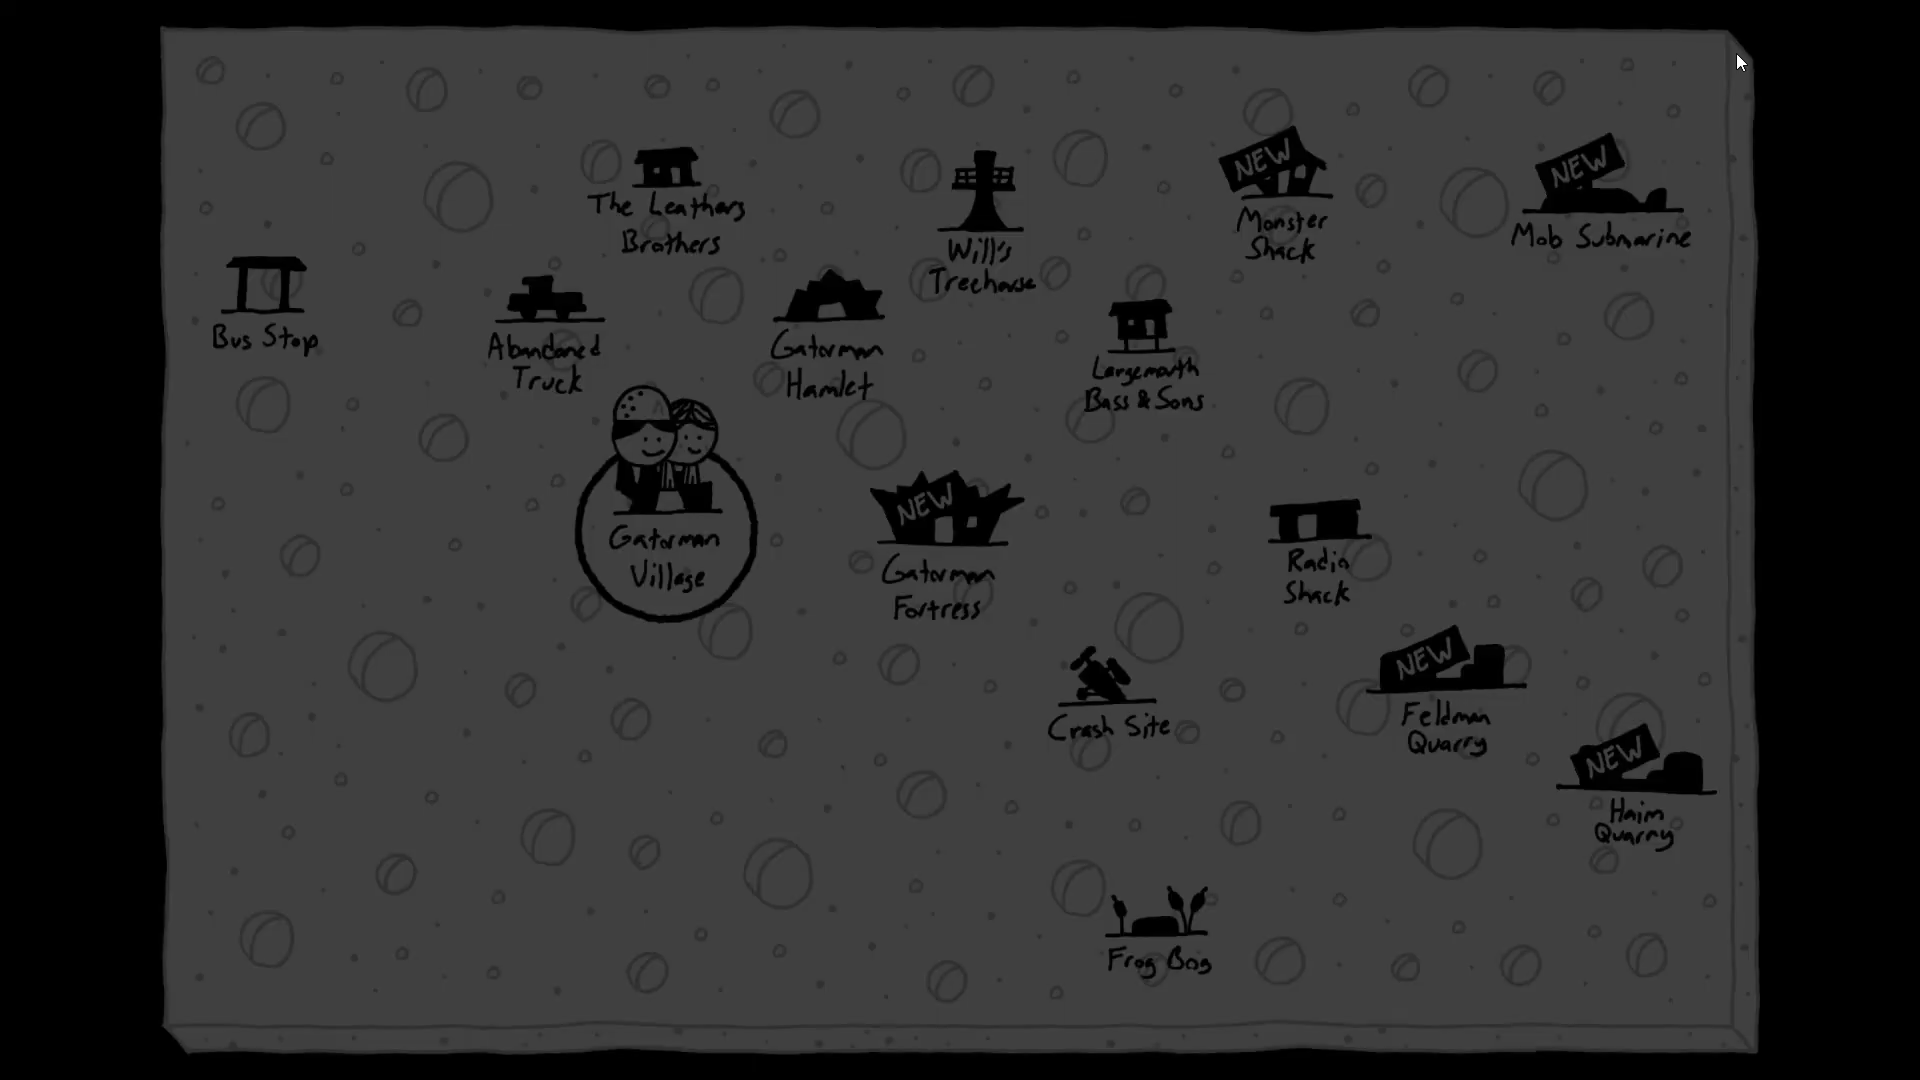 The Leathars
Brothers
Will's
Treehouse
NEW
Monster
Shack
NEW
Mob Submarine
Bus Stop
Abandoned
Truck
Gatorman
Hamlet
Largemouth
Bass & Sons
Gatorman
Village
NEW
Gatorman
Fortress
Radio
Shack
Crash Site
NEW
Feldman
Quarry
NEW
Haim
Quarry
Frog Bog